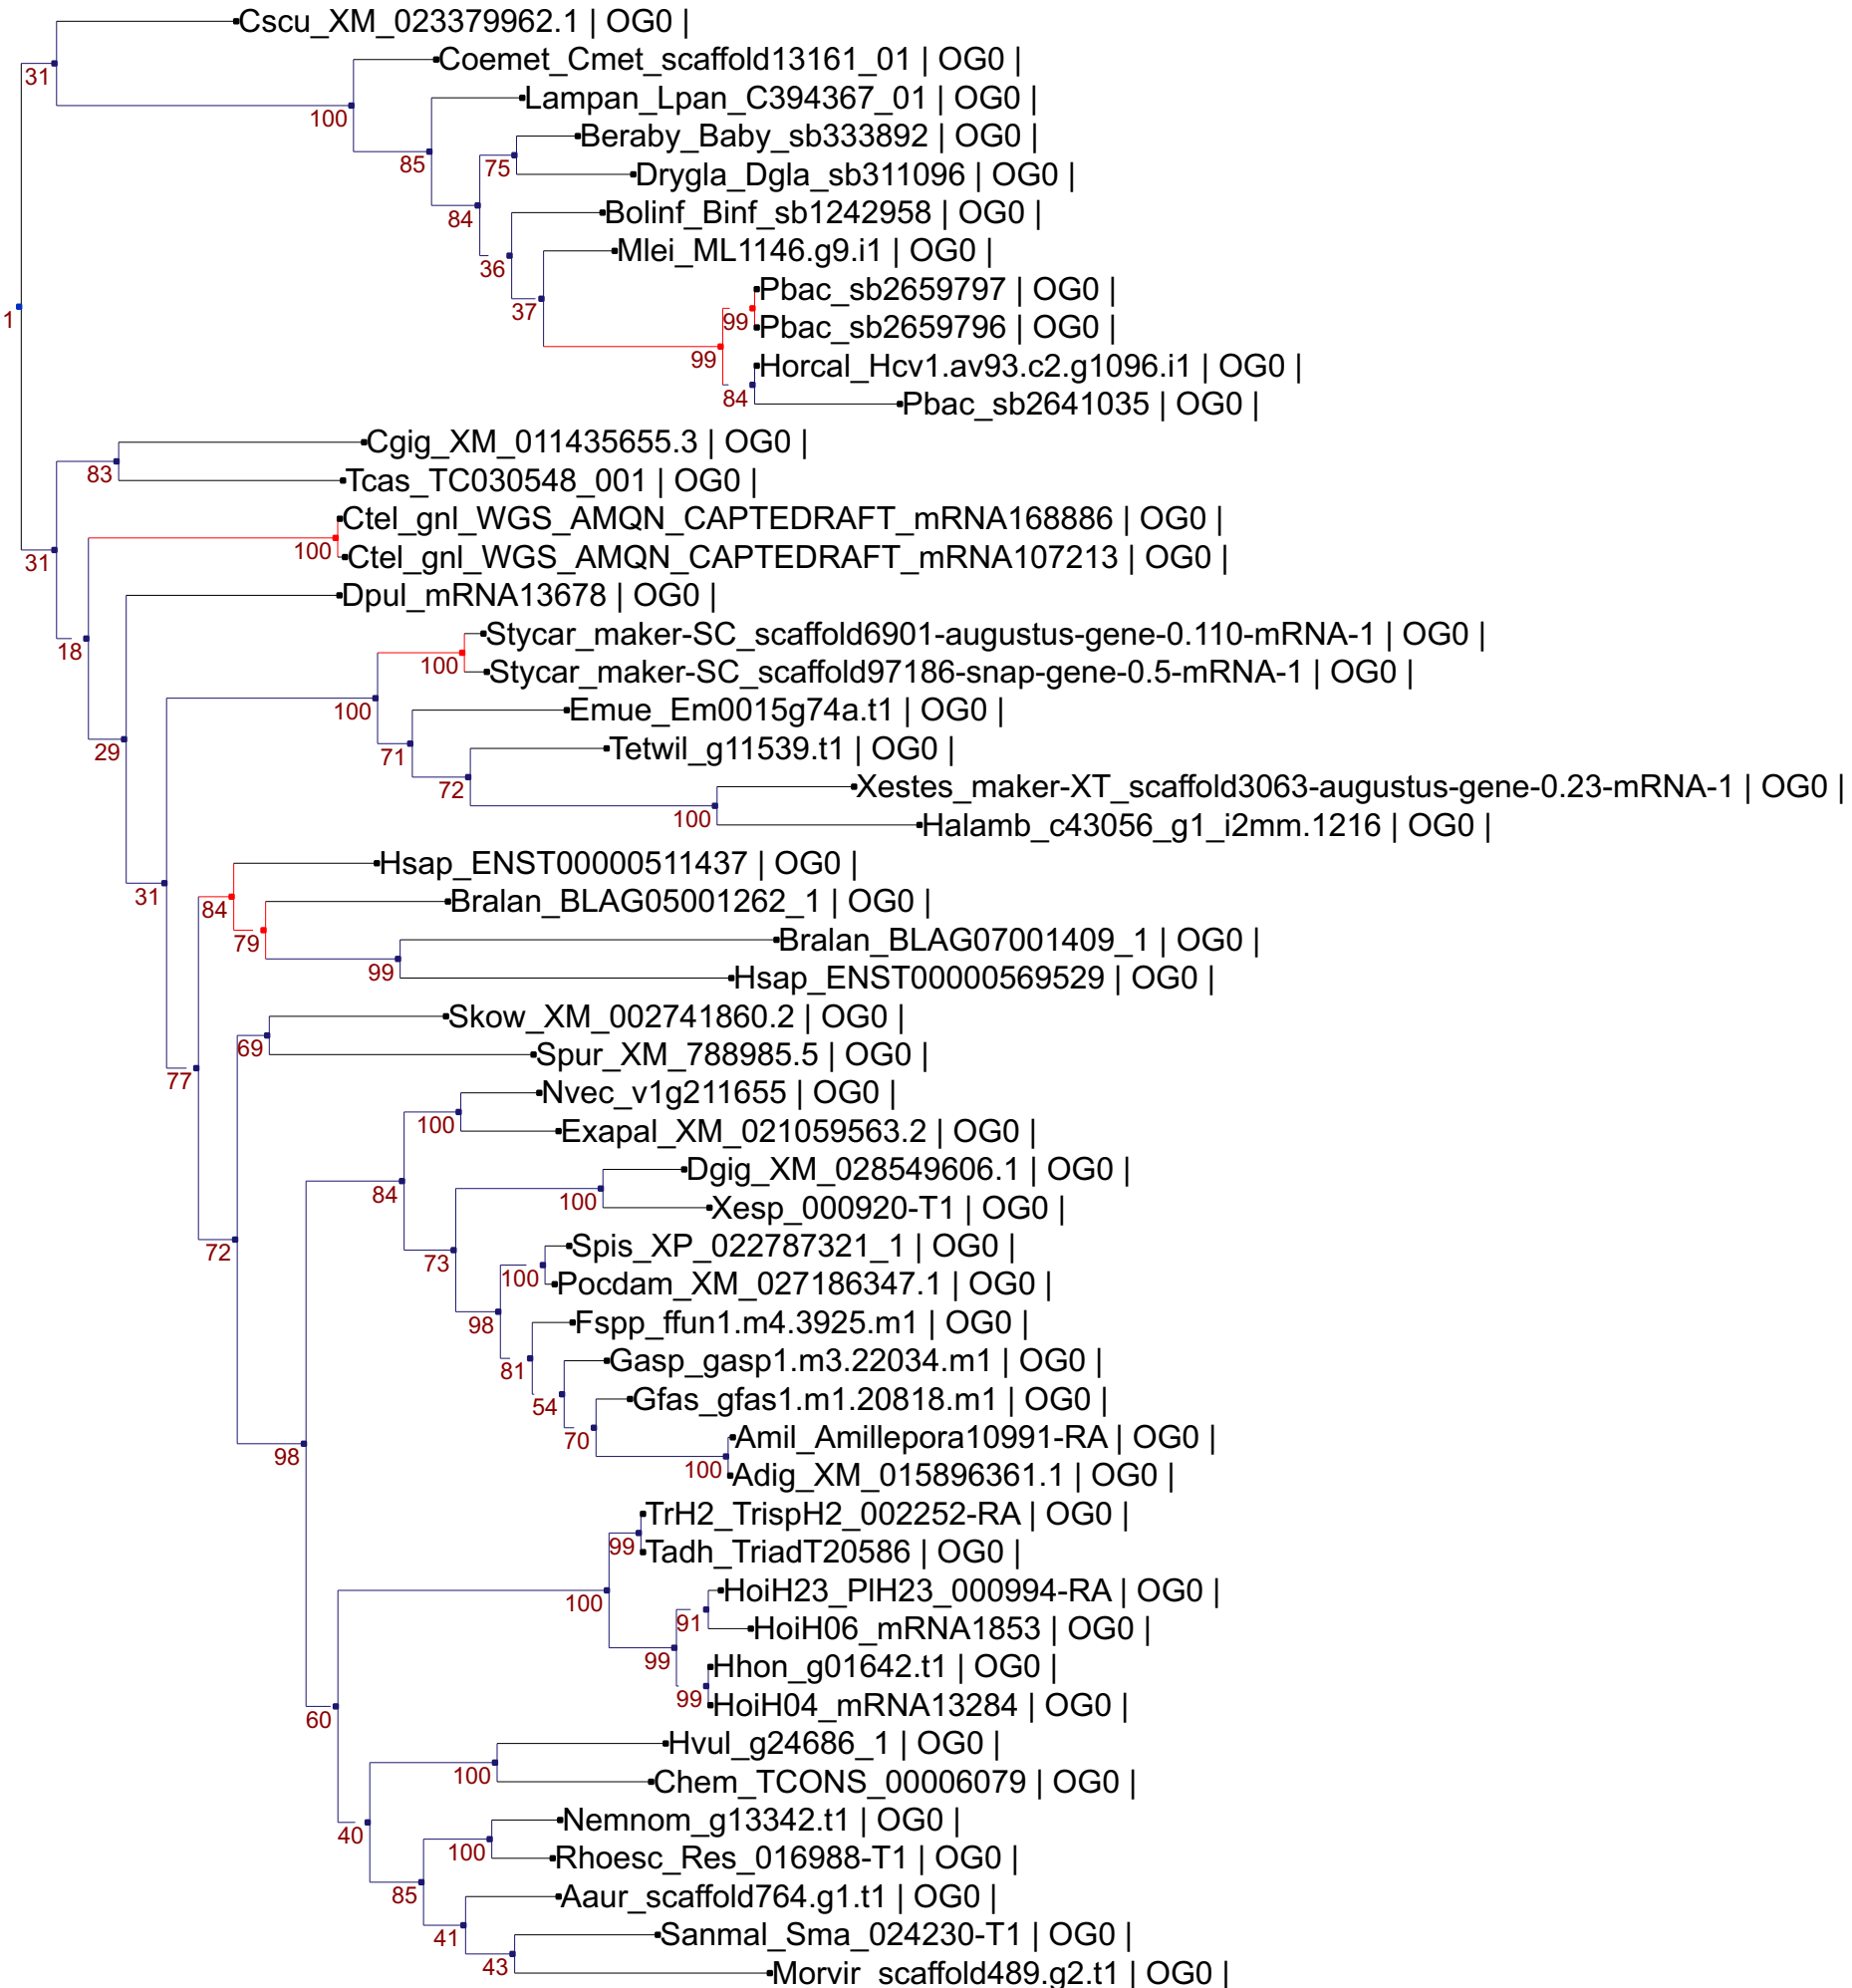 Cscu_XM_023379962.1 | OG0 |
Coemet_Cmet_scaffold13161_01 | OG0 |
31
Lampan_Lpan_C394367_01 | OG0 |
100
Beraby_Baby_sb333892 | OG0 |
85
75
Drygla_Dgla_sb311096 | OG0 |
84
Bolinf_Binf_sb1242958 | OG0 |
Mlei_ML1146.g9.i1 | OG0 |
36
Pbac_sb2659797 | OG0 |
37
1
99
Pbac_sb2659796 | OG0 |
99
Horcal_Hcv1.av93.c2.g1096.i1 | OG0 |
84
Pbac_sb2641035 | OG0 |
Cgig_XM_011435655.3 | OG0 |
83
Tcas_TC030548_001 | OG0 |
Ctel_gnl_WGS_AMQN_CAPTEDRAFT_mRNA168886 | OG0 |
100
Ctel_gnl_WGS_AMQN_CAPTEDRAFT_mRNA107213 | OG0 |
31
Dpul_mRNA13678 | OG0 |
Stycar_maker-SC_scaffold6901-augustus-gene-0.110-mRNA-1 | OG0 |
18
100
Stycar_maker-SC_scaffold97186-snap-gene-0.5-mRNA-1 | OG0 |
100
Emue_Em0015g74a.t1 | OG0 |
29
71
Tetwil_g11539.t1 | OG0 |
72
Xestes_maker-XT_scaffold3063-augustus-gene-0.23-mRNA-1 | OG0 |
100
Halamb_c43056_g1_i2mm.1216 | OG0 |
Hsap_ENST00000511437 | OG0 |
31
84
Bralan_BLAG05001262_1 | OG0 |
79
Bralan_BLAG07001409_1 | OG0 |
99
Hsap_ENST00000569529 | OG0 |
Skow_XM_002741860.2 | OG0 |
69
Spur_XM_788985.5 | OG0 |
77
Nvec_v1g211655 | OG0 |
100
Exapal_XM_021059563.2 | OG0 |
Dgig_XM_028549606.1 | OG0 |
84
100
Xesp_000920-T1 | OG0 |
72
73
Spis_XP_022787321_1 | OG0 |
100
Pocdam_XM_027186347.1 | OG0 |
98
Fspp_ffun1.m4.3925.m1 | OG0 |
81
Gasp_gasp1.m3.22034.m1 | OG0 |
54
Gfas_gfas1.m1.20818.m1 | OG0 |
70
Amil_Amillepora10991-RA | OG0 |
98
100
Adig_XM_015896361.1 | OG0 |
TrH2_TrispH2_002252-RA | OG0 |
99
Tadh_TriadT20586 | OG0 |
100
HoiH23_PlH23_000994-RA | OG0 |
91
HoiH06_mRNA1853 | OG0 |
99
Hhon_g01642.t1 | OG0 |
99
HoiH04_mRNA13284 | OG0 |
60
Hvul_g24686_1 | OG0 |
100
Chem_TCONS_00006079 | OG0 |
Nemnom_g13342.t1 | OG0 |
40
100
Rhoesc_Res_016988-T1 | OG0 |
85
Aaur_scaffold764.g1.t1 | OG0 |
41
Sanmal_Sma_024230-T1 | OG0 |
43
Morvir_scaffold489.g2.t1 | OG0 |